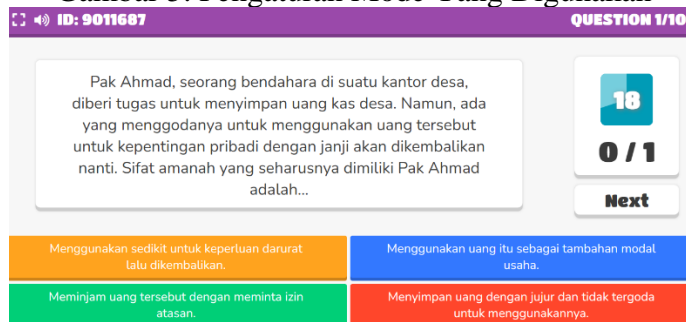 Gambar 3. Pengaturan Mode Yang Digunakan
ID: 9011687
QUESTION 1/10
Pak Ahmad, seorang bendahara di suatu kantor desa,
diberi tugas untuk menyimpan uang kas desa. Namun, ada
yang menggodanya untuk menggunakan uang tersebut
untuk kepentingan pribadi dengan janji akan dikembalikan
nanti. Sifat amanah yang seharusnya dimiliki Pak Ahmad
adalah...
18
0 / 1
Next
Menggunakan sedikit untuk keperluan darurat
lalu dikembalikan.
Menggunakan uang itu sebagai tambahan modal
usaha.
Meminjam uang tersebut dengan meminta izin
atasan.
Menyimpan uang dengan jujur dan tidak tergoda
untuk menggunakannya.